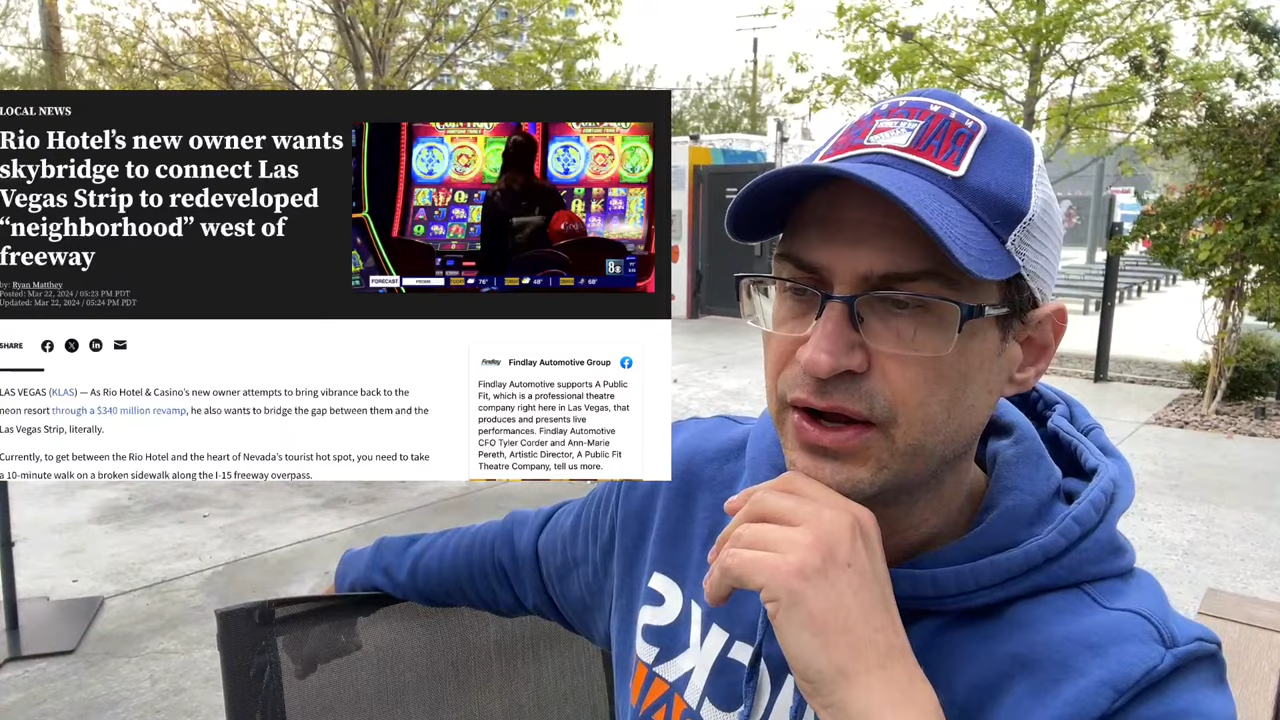 LOCAL NEWS
Rio Hotel's new owner wants
skybridge to connect Las
Vegas Strip to redeveloped
“neighborhood” west of
freeway
by: Ryan Matthey
Posted: Mar 22, 2024 / 05:23 PM PDT
Updated: Mar 22, 2024 / 05:24 PM PDT
FORECAST
76°
48°
68°
8
SHARE
LAS VEGAS (KLAS) — As Rio Hotel & Casino's new owner attempts to bring vibrance back to the
neon resort through a $340 million revamp, he also wants to bridge the gap between them and the
Las Vegas Strip, literally.
Currently, to get between the Rio Hotel and the heart of Nevada's tourist hot spot, you need to take
a 10-minute walk on a broken sidewalk along the I-15 freeway overpass.
Findlay
Findlay Automotive Group
Findlay Automotive supports A Public
Fit, which is a professional theatre
company right here in Las Vegas, that
produces and presents live
performances. Findlay Automotive
CFO Tyler Corder and Ann-Marie
Pereth, Artistic Director, A Public Fit
Theatre Company, tell us more.
NEW YORK
RANGERS